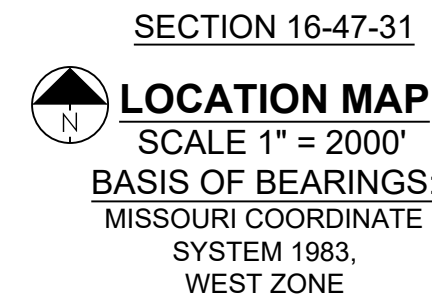 SECTION 16-47-31
N
LOCATION MAP
SCALE 1" = 2000'
BASIS OF BEARINGS:
MISSOURI COORDINATE
SYSTEM 1983,
WEST ZONE